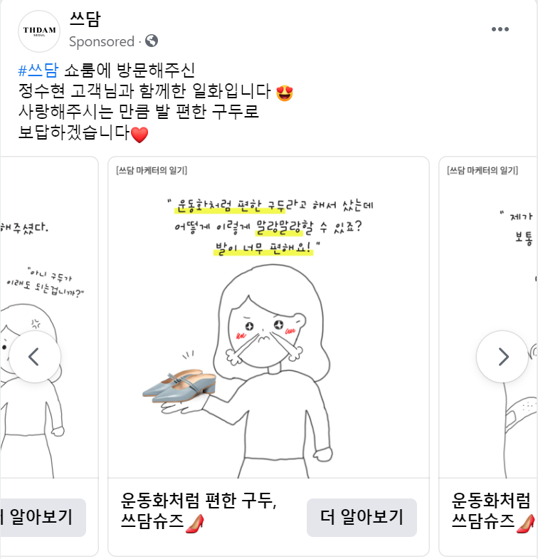 THDAM
SEOUL
쓰담
Sponsored ·
#쓰담 쇼룸에 방문해주신
정수현 고객님과 함께한 일화입니다 😍
사랑해주시는 만큼 발 편한 구두로
보답하겠습니다♥️
해주셨다.
"아니 구두가
이래도 되는겁니까?"
알아보기
[쓰담 마케터의 일기]
" 운동화처럼 편한 구두라고 해서 샀는데
어떻게 이렇게 말랑말랑할 수 있죠?
발이 너무 편해요! "
운동화처럼 편한 구두,
쓰담슈즈👠
더 알아보기
[쓰담 마케터의 일기]
" 제가
보통
운동화처럼
쓰담슈즈👠